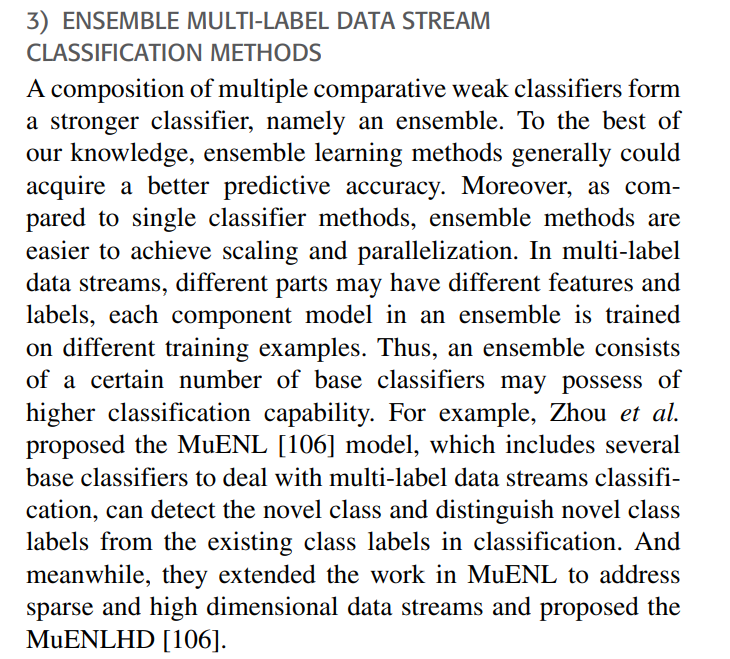 3) ENSEMBLE MULTI-LABEL DATA STREAM
CLASSIFICATION METHODS
A composition of multiple comparative weak classifiers form
a stronger classifier, namely an ensemble. To the best of
our knowledge, ensemble learning methods generally could
acquire a better predictive accuracy. Moreover, as com-
pared to single classifier methods, ensemble methods are
easier to achieve scaling and parallelization. In multi-label
data streams, different parts may have different features and
labels, each component model in an ensemble is trained
on different training examples. Thus, an ensemble consists
of a certain number of base classifiers may possess of
higher classification capability. For example, Zhou et al.
proposed the MuENL [106] model, which includes several
base classifiers to deal with multi-label data streams classifi-
cation, can detect the novel class and distinguish novel class
labels from the existing class labels in classification. And
meanwhile, they extended the work in MuENL to address
sparse and high dimensional data streams and proposed the
MuENLHD [106].